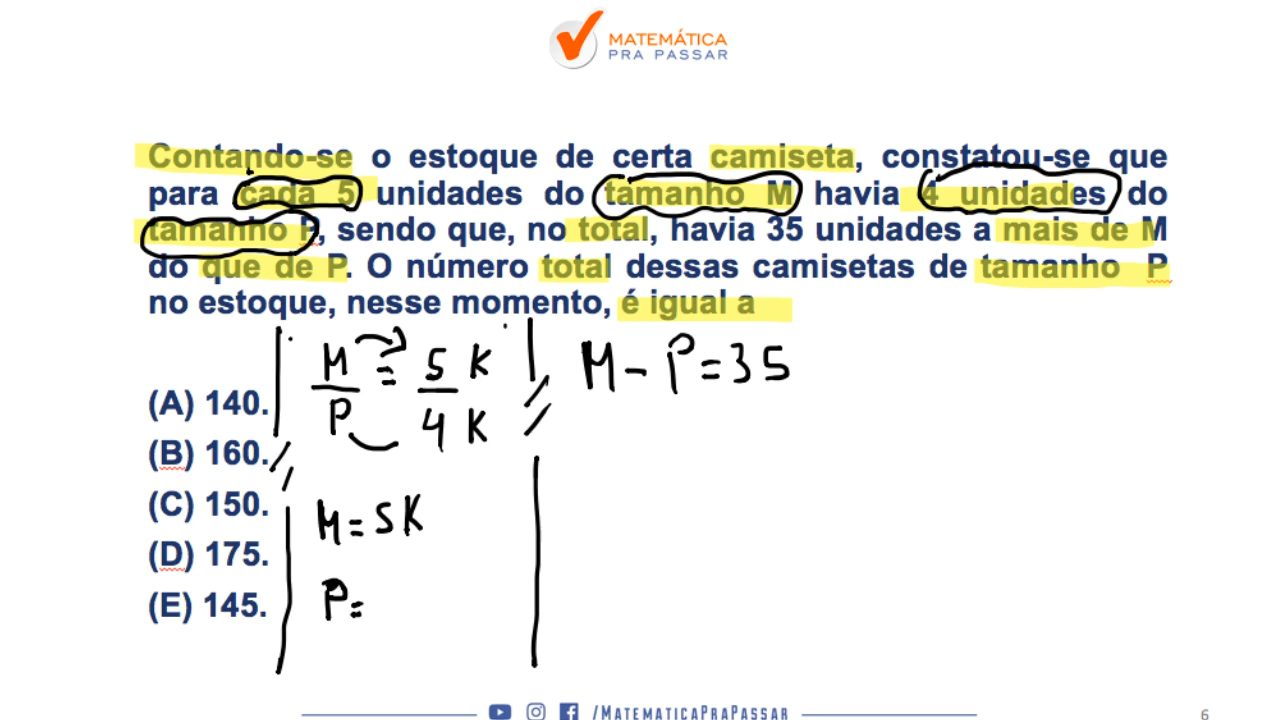 MATEMÁTICA
PRA PASSAR
Contando-se o estoque de certa camiseta, constatou-se que
para cada 5 unidades do tamanho M havia 4 unidades do
tamanho P, sendo que, no total, havia 35 unidades a mais de M
do que de P. O número total dessas camisetas de tamanho P
no estoque, nesse momento, é igual a
(A) 140.
(B) 160.
(C) 150.
(D) 175.
(E) 145.
M/P = 5K/4K
M = 5K
P =
M - P = 35
/MATEMATICAPRAPASSAR
6